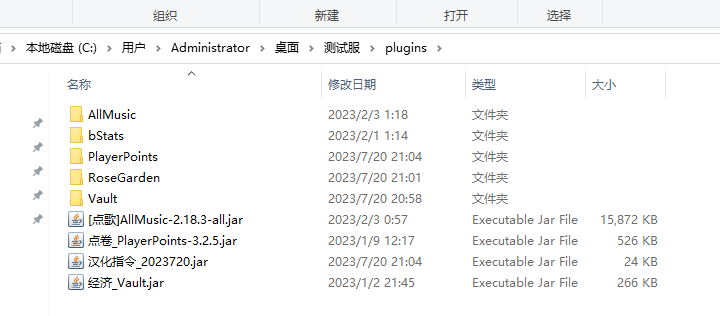 组织 新建 打开 选择
本地磁盘 (C:) › 用户 › Administrator › 桌面 › 测试服 › plugins ›
名称 修改日期 类型 大小
AllMusic 2023/2/3 1:18 文件夹
bStats 2023/2/1 1:14 文件夹
PlayerPoints 2023/7/20 21:04 文件夹
RoseGarden 2023/7/20 21:01 文件夹
Vault 2023/7/20 20:58 文件夹
[点歌]AllMusic-2.18.3-all.jar 2023/2/3 0:57 Executable Jar File 15,872 KB
点卷_PlayerPoints-3.2.5.jar 2023/1/9 12:17 Executable Jar File 526 KB
汉化指令_2023720.jar 2023/7/20 21:04 Executable Jar File 24 KB
经济_Vault.jar 2023/1/2 21:45 Executable Jar File 266 KB